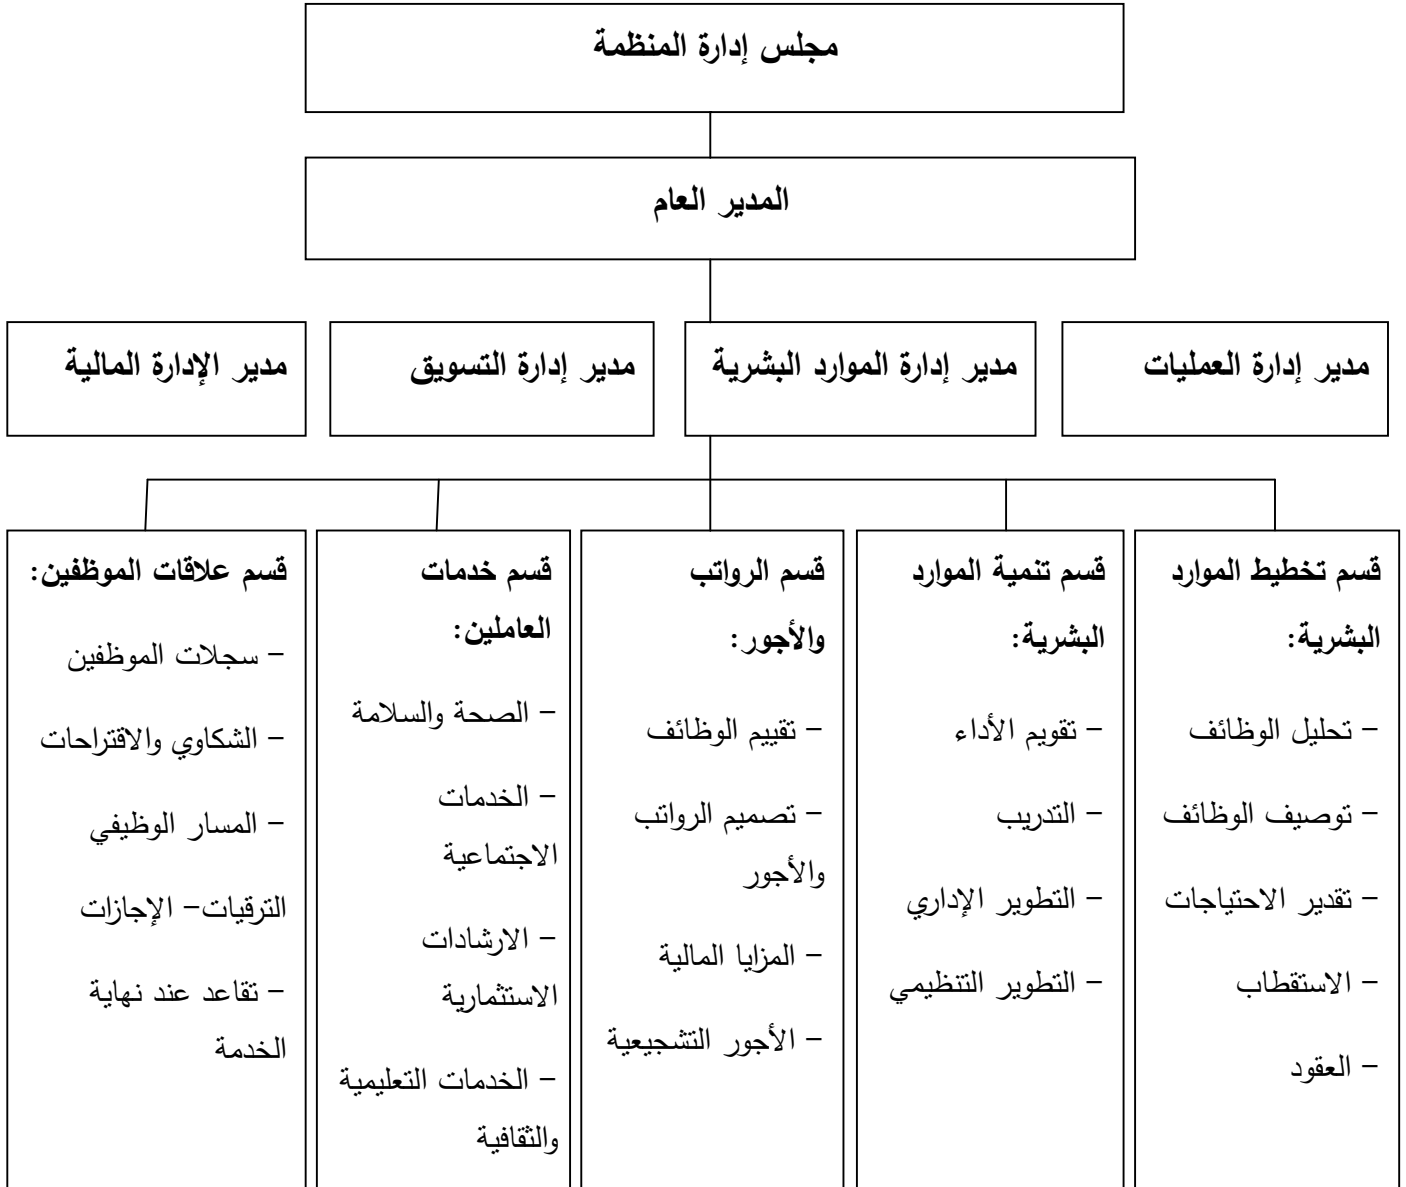 مجلس إدارة المنظمة
المدير العام
مدير إدارة العمليات
مدير إدارة الموارد البشرية
مدير إدارة التسويق
مدير الإدارة المالية
قسم تخطيط الموارد
البشرية:
– تحليل الوظائف
– توصيف الوظائف
– تقدير الاحتياجات
– الاستقطاب
– العقود
قسم تنمية الموارد
البشرية:
– تقويم الأداء
– التدريب
– التطوير الإداري
– التطوير التنظيمي
قسم الرواتب
والأجور:
– تقييم الوظائف
– تصميم الرواتب
والأجور
– المزايا المالية
– الأجور التشجيعية
قسم خدمات
العاملين:
– الصحة والسلامة
– الخدمات
الاجتماعية
– الارشادات
الاستثمارية
– الخدمات التعليمية
والثقافية
قسم علاقات الموظفين:
– سجلات الموظفين
– الشكاوي والاقتراحات
– المسار الوظيفي
الترقيات– الإجازات
– تقاعد عند نهاية
الخدمة